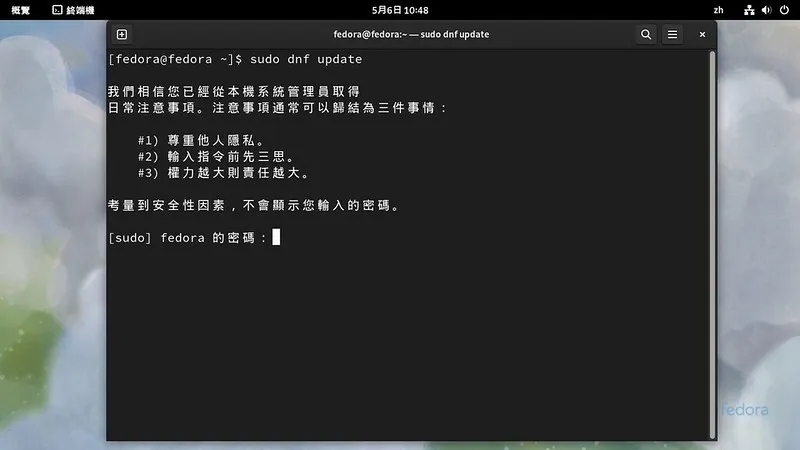 概覽 終端機 5月6日 10:48 zh
fedora@fedora:~ — sudo dnf update
[fedora@fedora ~]$ sudo dnf update
我們相信您已經從本機系統管理員取得
日常注意事項。注意事項通常可以歸結為三件事情：
#1) 尊重他人隱私。
#2) 輸入指令前先三思。
#3) 權力越大則責任越大。
考量到安全性因素，不會顯示您輸入的密碼。
[sudo] fedora 的密碼：
fedora